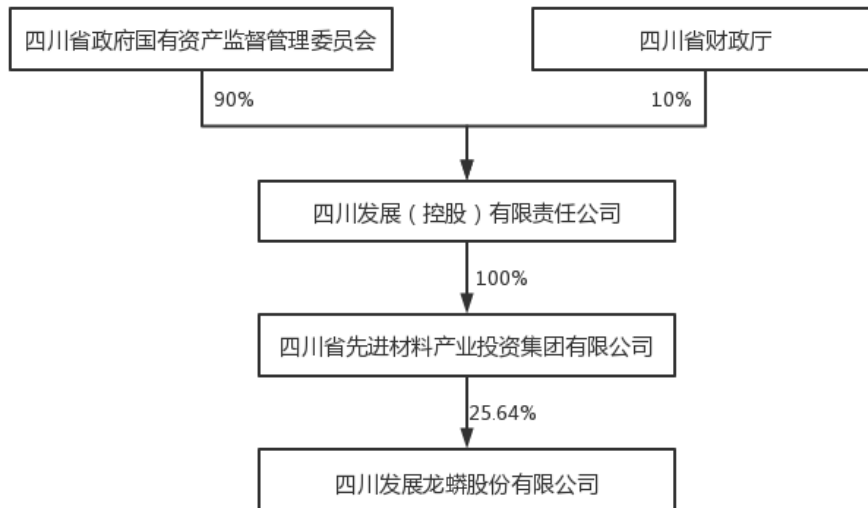 四川省政府国有资产监督管理委员会
四川省财政厅
90%
10%
四川发展（控股）有限责任公司
100%
四川省先进材料产业投资集团有限公司
25.64%
四川发展龙蟒股份有限公司